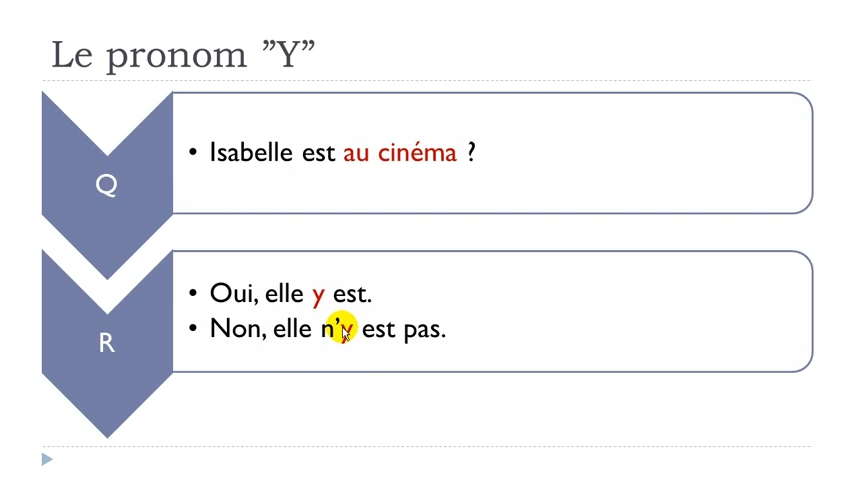 Le pronom ”Y”
Q
• Isabelle est au cinéma ?
R
• Oui, elle y est.
• Non, elle n’y est pas.